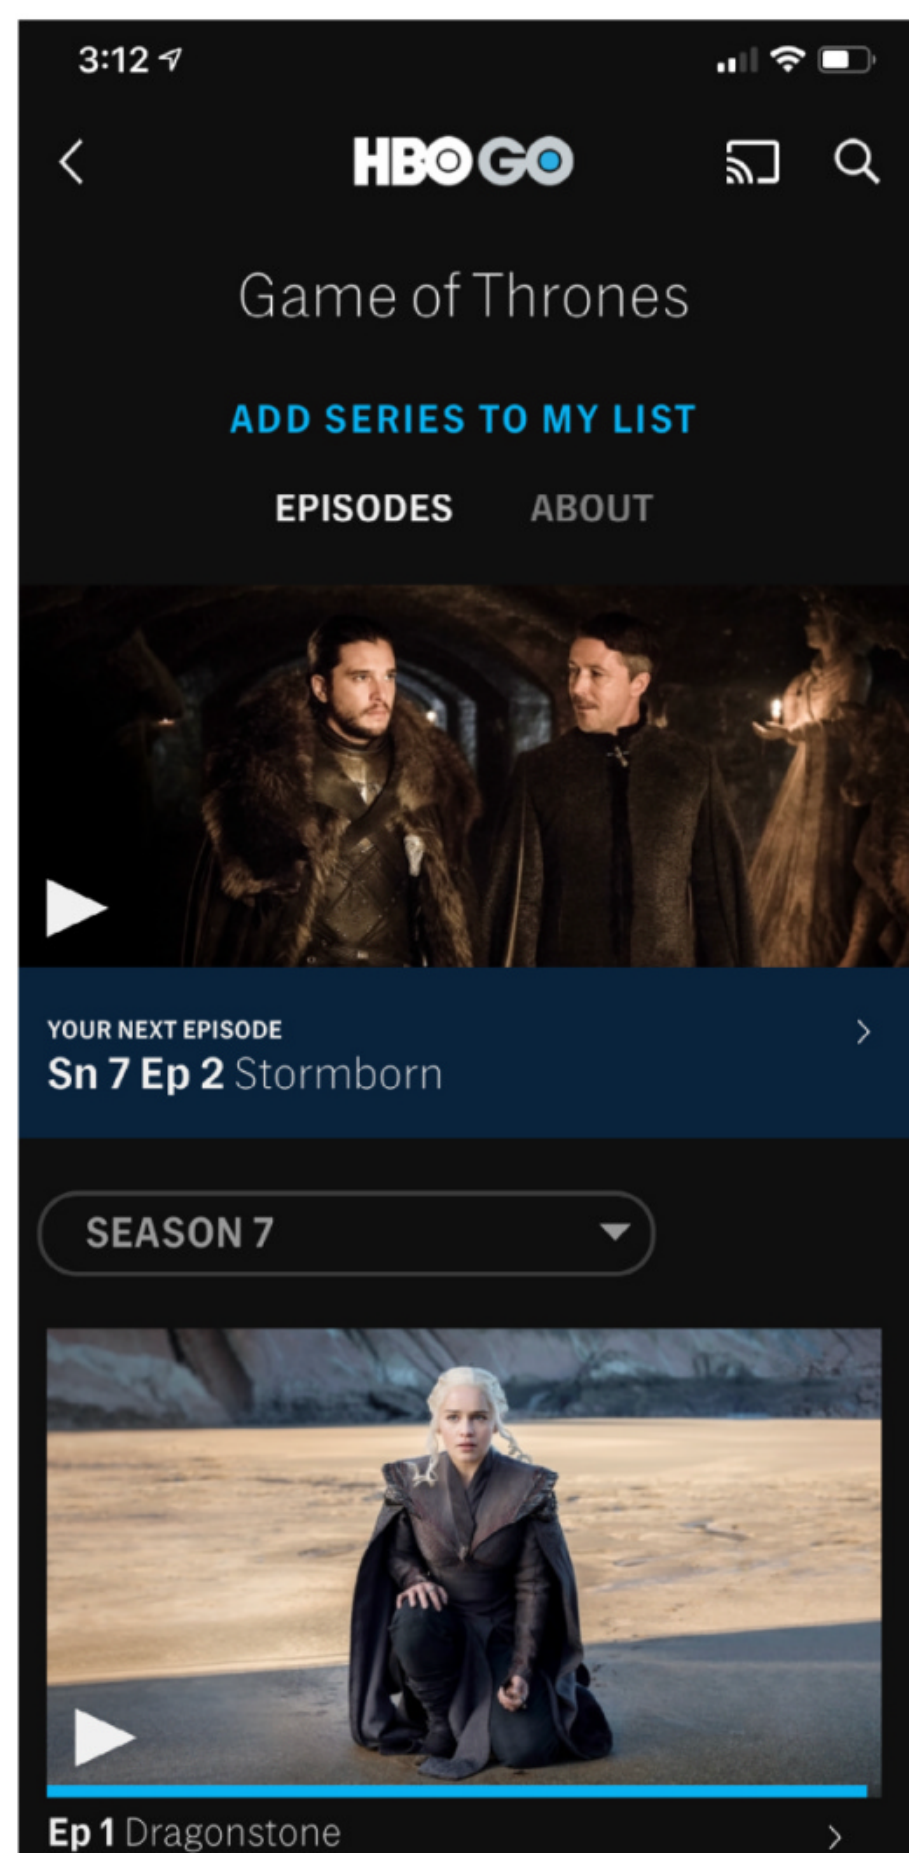 3:12
HBO GO
Game of Thrones
ADD SERIES TO MY LIST
EPISODES ABOUT
YOUR NEXT EPISODE
Sn 7 Ep 2 Stormborn
SEASON 7
Ep 1 Dragonstone